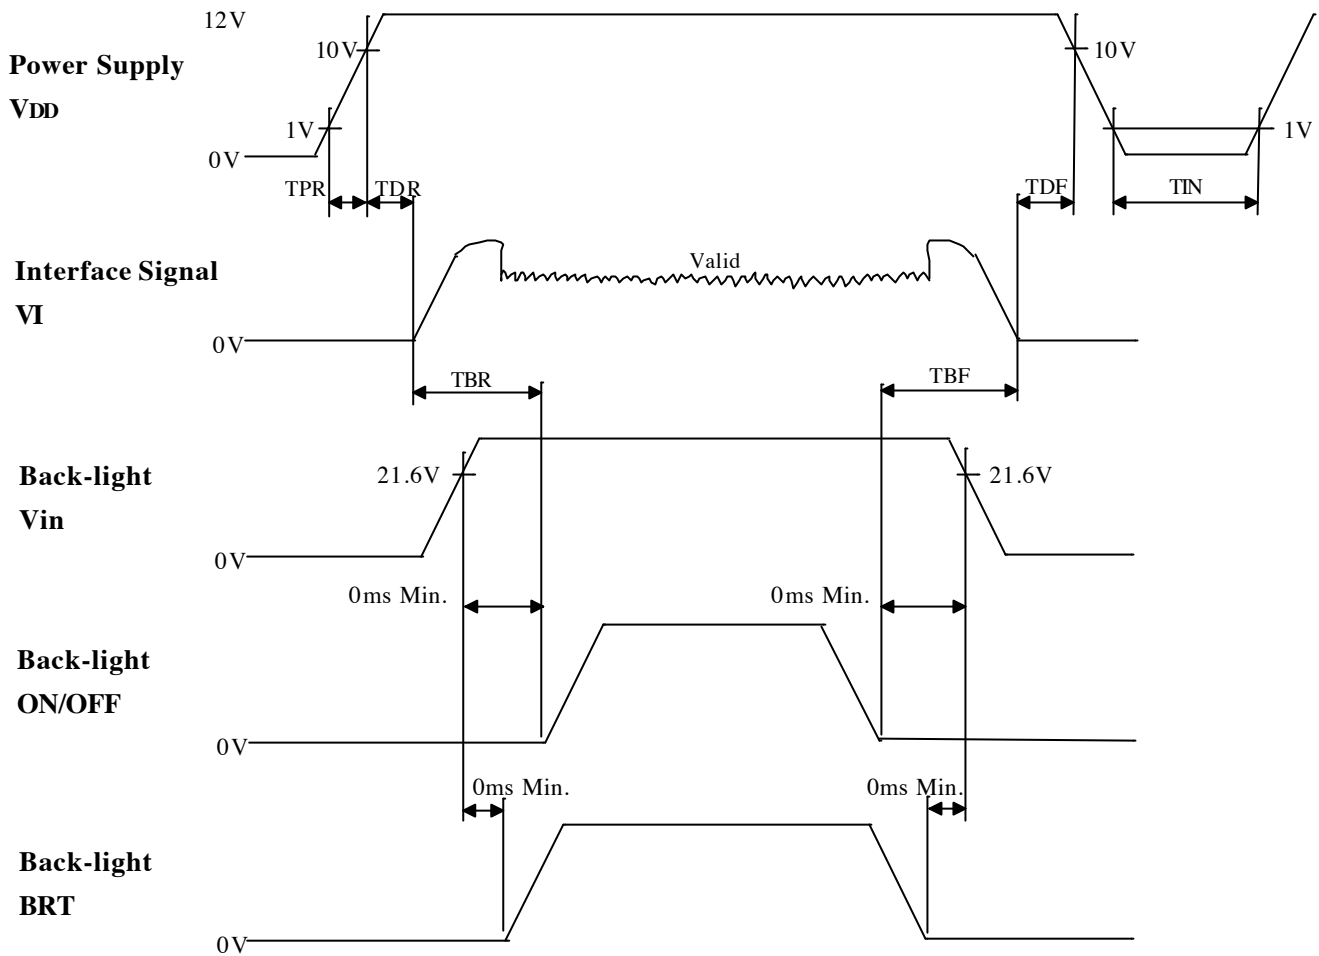 12V
10V
10V
Power Supply
VDD
1V
1V
0V
TPR
TDR
TDF
TIN
Interface Signal
VI
Valid
0V
TBR
TBF
Back-light
Vin
21.6V
21.6V
0V
0ms Min.
0ms Min.
Back-light
ON/OFF
0V
0ms Min.
0ms Min.
Back-light
BRT
0V